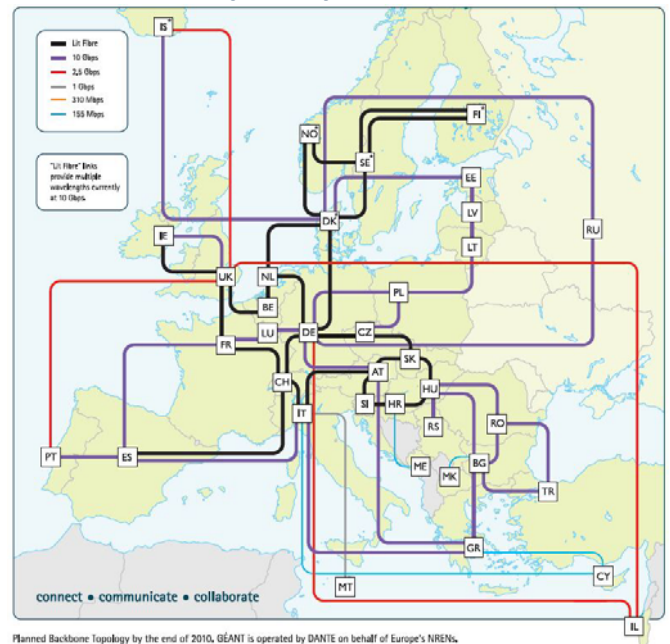 IS*
Lit Fibre
10 Gbps
2,5 Gbps
1 Gbps
310 Mbps
155 Mbps
"Lit Fibre" links
provide multiple
wavelengths currently
at 10 Gbps.
NO*
FI*
SE*
EE
DK*
LV
RU
IE
LT
UK
NL
PL
BE
LU
DE
CZ
FR
SK
AT
CH
HU
IT
SI
HR
RS
RO
PT
ES
ME
MK
BG
TR
GR
CY
MT
connect • communicate • collaborate
IL
Planned Backbone Topology by the end of 2010. GÉANT is operated by DANTE on behalf of Europe's NRENs.